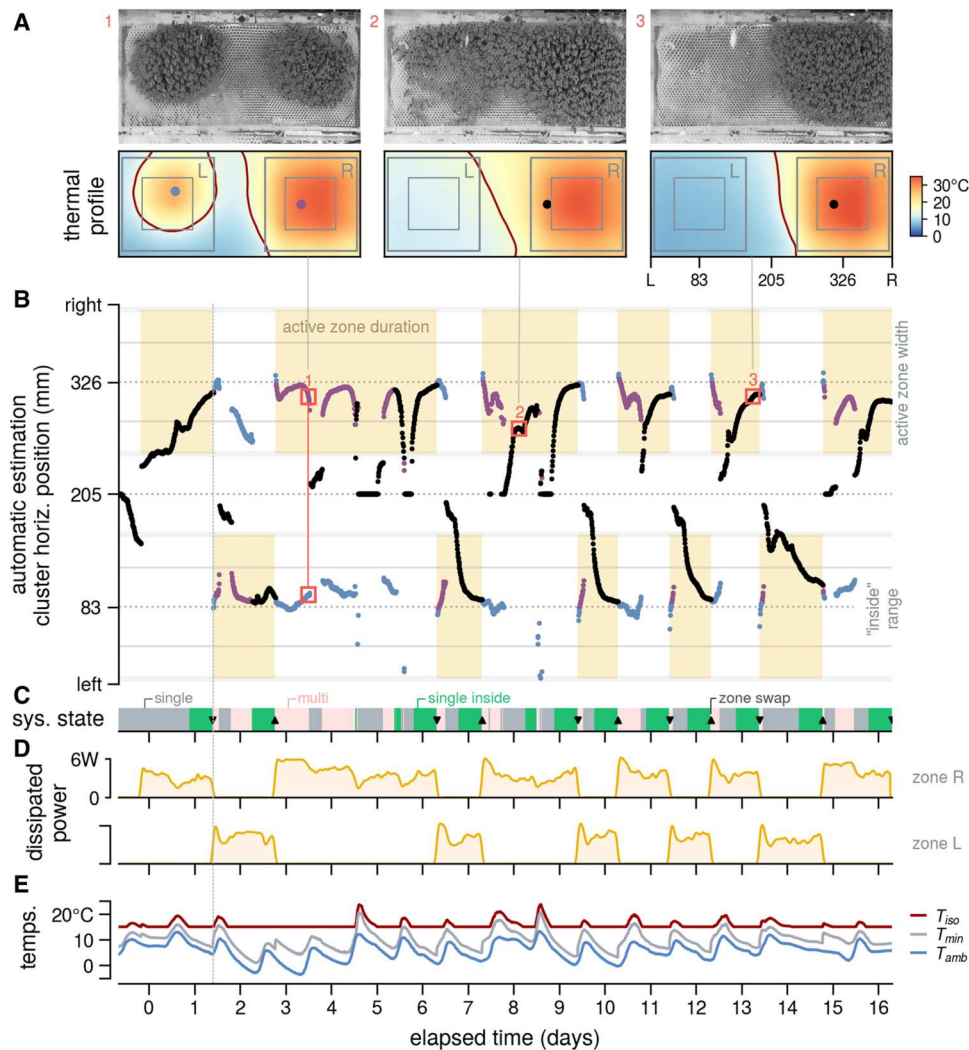 A
1
2
3
thermal
profile
L
R
30°C
20
10
0
L
83
205
326
R
B
automatic estimation
cluster horiz. position (mm)
right
326
205
83
left
active zone duration
active zone width
"inside"
range
1
2
3
C
sys. state
single
multi
single inside
zone swap
D
dissipated
power
6W
0
zone R
zone L
E
temps.
20°C
10
0
Tiso
Tmin
Tamb
0 1 2 3 4 5 6 7 8 9 10 11 12 13 14 15 16
elapsed time (days)